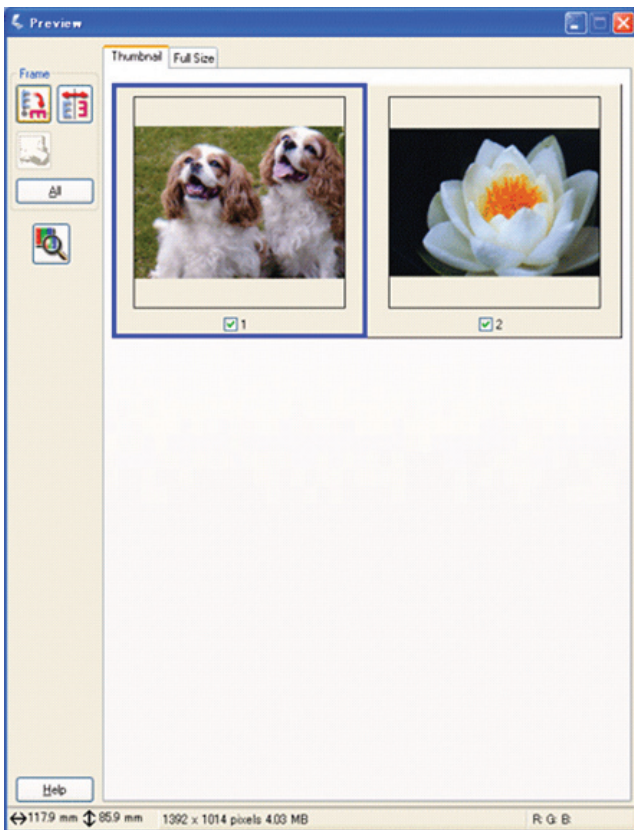 Preview
Thumbnail Full Size
Frame
All
1 2
Help
117.9 mm 85.9 mm 1392 x 1014 pixels 4.03 MB R: G: B: